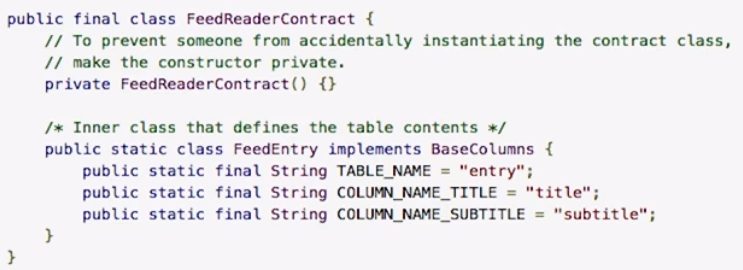 public final class FeedReaderContract {
    // To prevent someone from accidentally instantiating the contract class,
    // make the constructor private.
    private FeedReaderContract() {}

    /* Inner class that defines the table contents */
    public static class FeedEntry implements BaseColumns {
        public static final String TABLE_NAME = "entry";
        public static final String COLUMN_NAME_TITLE = "title";
        public static final String COLUMN_NAME_SUBTITLE = "subtitle";
    }
}